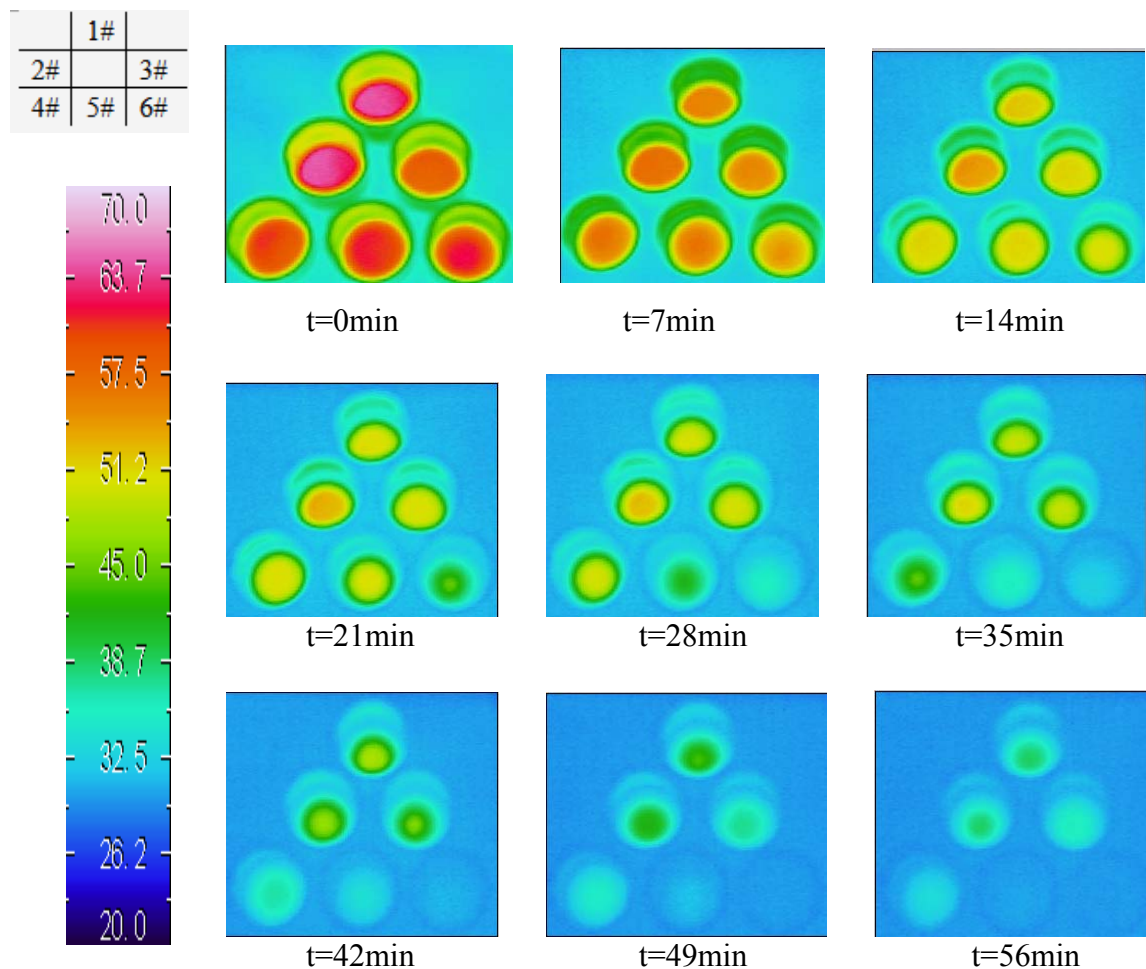 1#
2# 3#
4# 5# 6#
70.0
63.7
57.5
51.2
45.0
38.7
32.5
26.2
20.0
t=0min t=7min t=14min
t=21min t=28min t=35min
t=42min t=49min t=56min